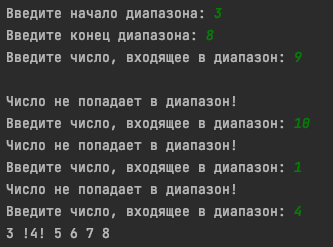 Введите начало диапазона: 3
Введите конец диапазона: 8
Введите число, входящее в диапазон: 9
Число не попадает в диапазон!
Введите число, входящее в диапазон: 10
Число не попадает в диапазон!
Введите число, входящее в диапазон: 1
Число не попадает в диапазон!
Введите число, входящее в диапазон: 4
3 !4! 5 6 7 8